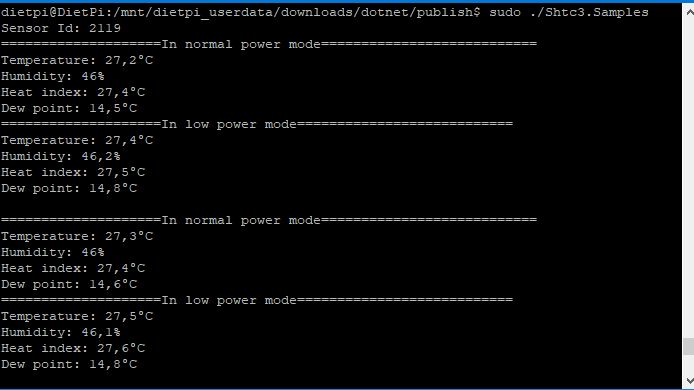 dietpi@DietPi:/mnt/dietpi_userdata/downloads/dotnet/publish$ sudo ./Shtc3.Samples
Sensor Id: 2119
====================In normal power mode===========================
Temperature: 27,2°C
Humidity: 46%
Heat index: 27,4°C
Dew point: 14,5°C
====================In low power mode===========================
Temperature: 27,4°C
Humidity: 46,2%
Heat index: 27,5°C
Dew point: 14,8°C
====================In normal power mode===========================
Temperature: 27,3°C
Humidity: 46%
Heat index: 27,4°C
Dew point: 14,6°C
====================In low power mode===========================
Temperature: 27,5°C
Humidity: 46,1%
Heat index: 27,6°C
Dew point: 14,8°C